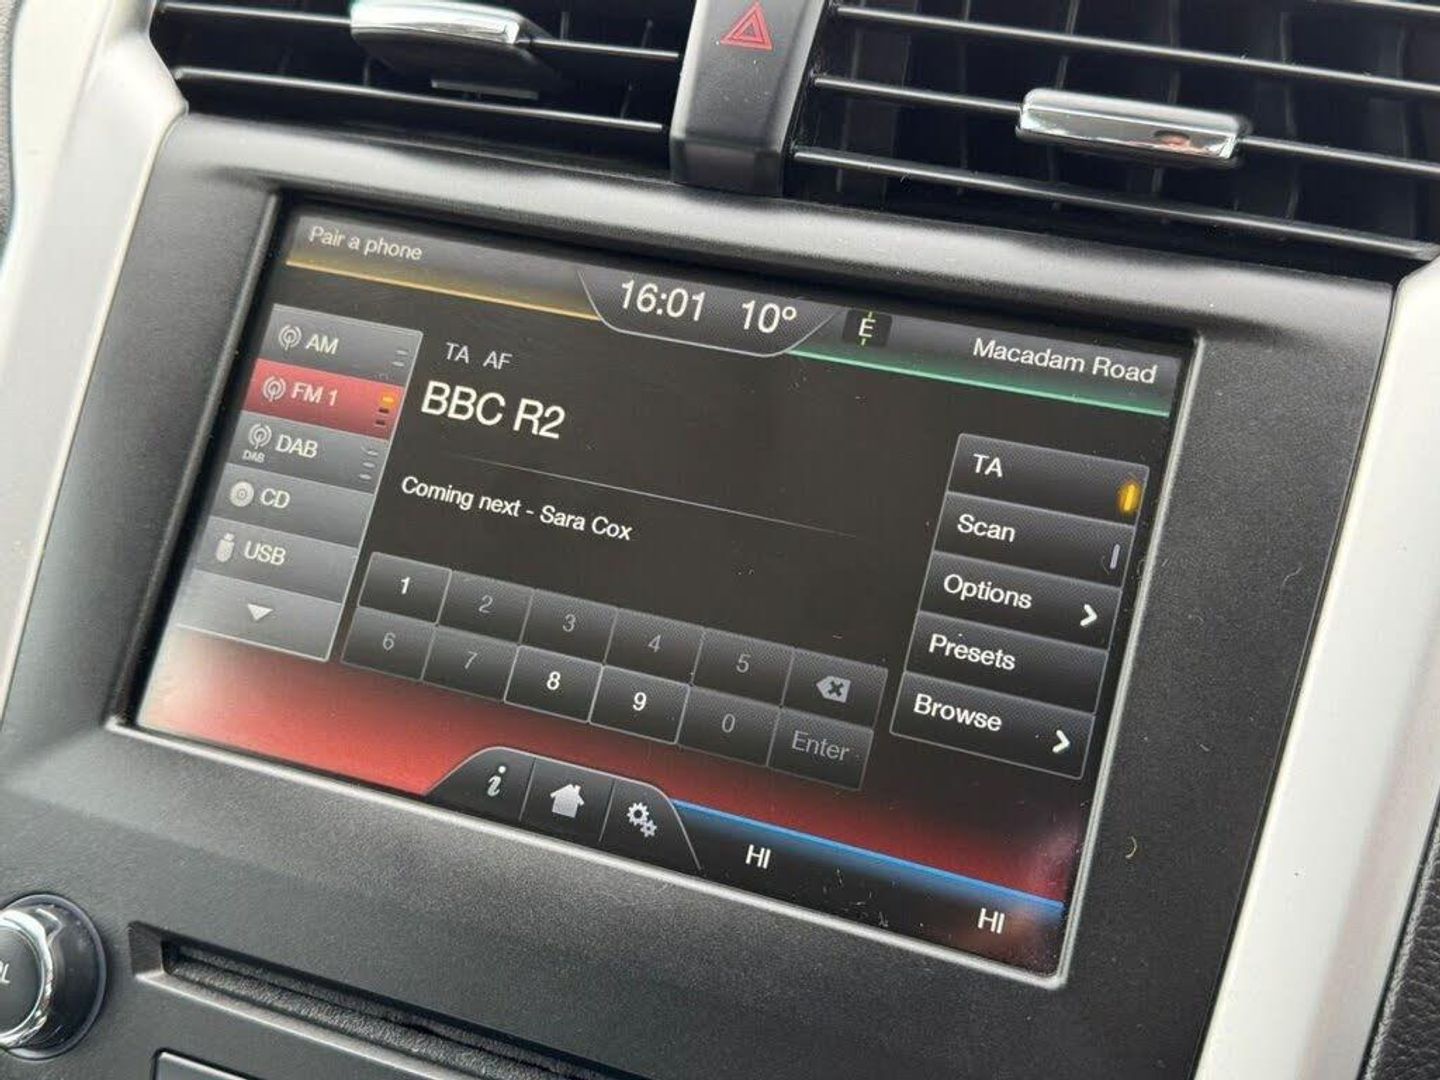 Pair a phone
16:01 10°
E
Macadam Road
AM
FM 1
DAB
DAB
CD
USB
TA AF
BBC R2
Coming next - Sara Cox
1 2 3 4 5
6 7 8 9 0 Enter
TA
Scan
Options
Presets
Browse
i
HI
HI